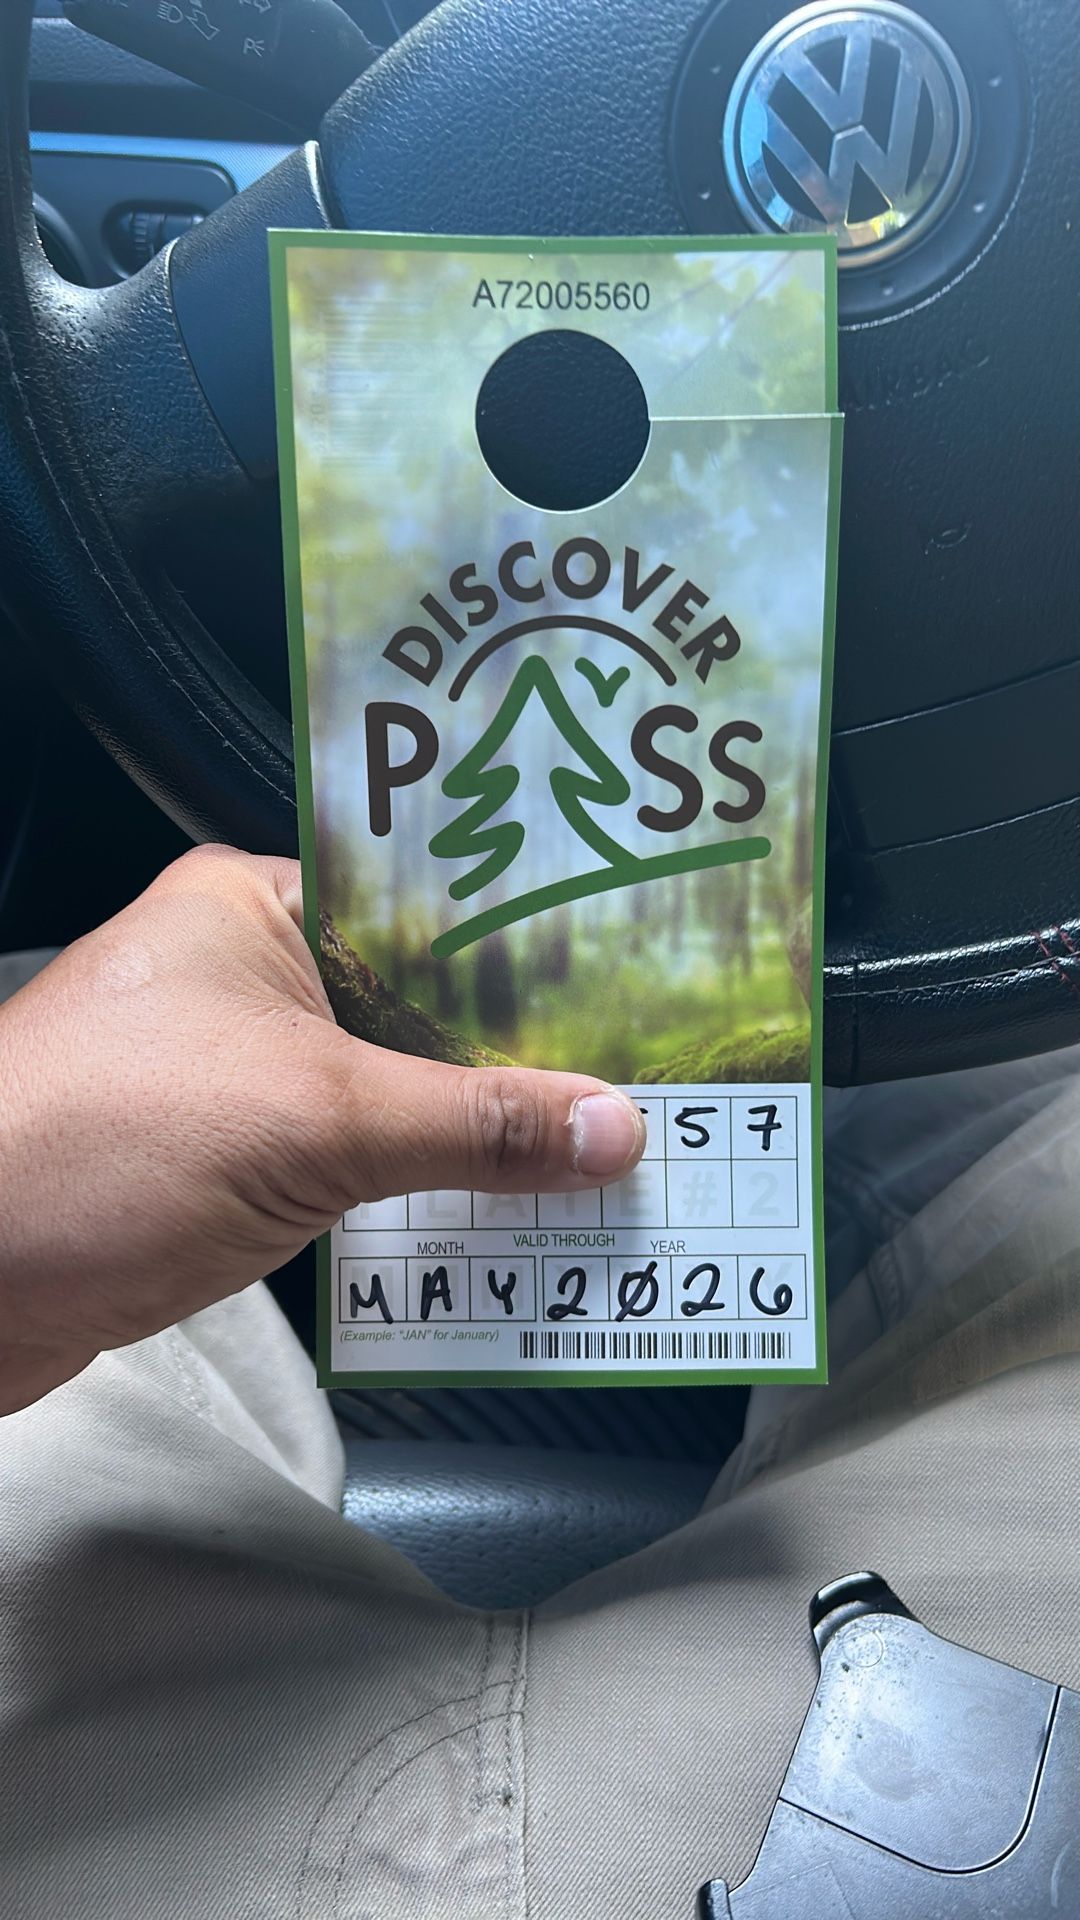 A72005560
DISCOVER
PASS
57
PLATE #2
MONTH VALID THROUGH YEAR
MAY 2026
(Example: "JAN" for January)